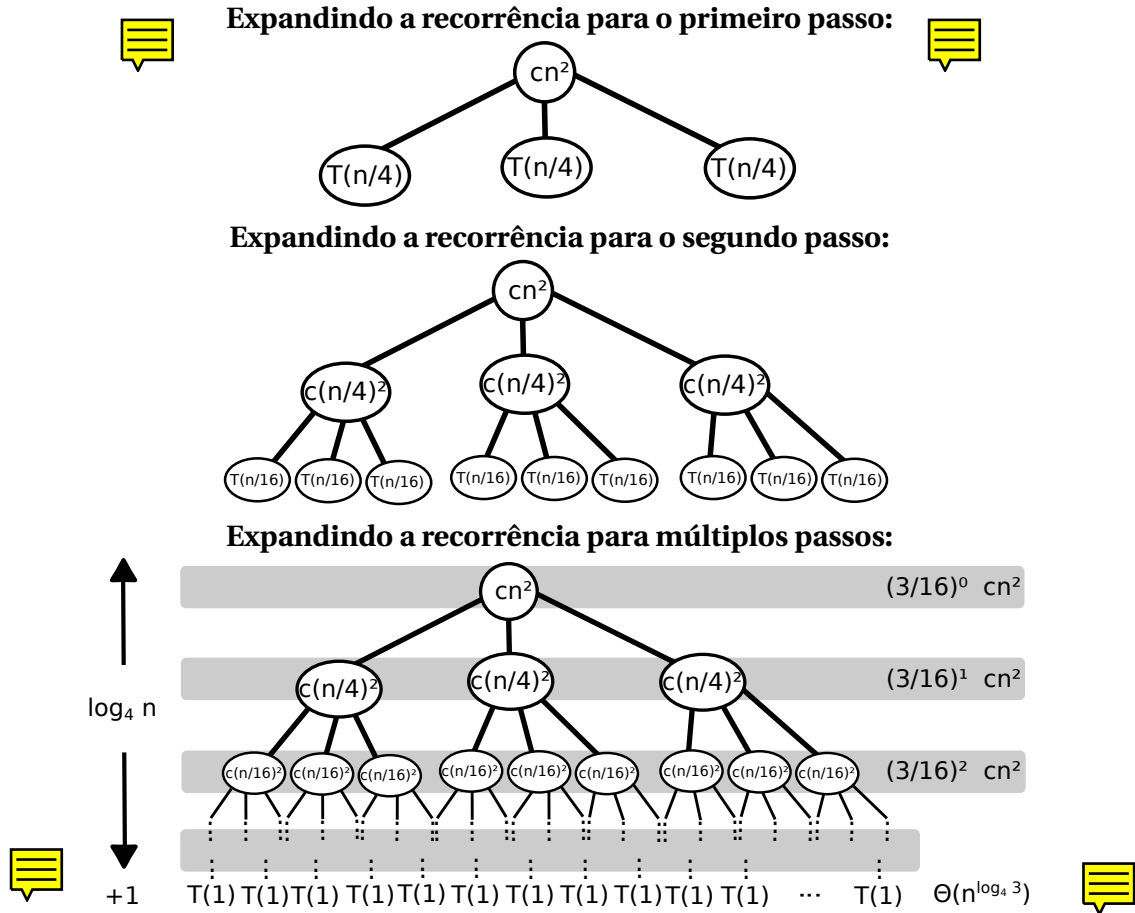 Expandindo a recorrência para o primeiro passo:
cn²
T(n/4) T(n/4) T(n/4)
Expandindo a recorrência para o segundo passo:
cn²
c(n/4)² c(n/4)² c(n/4)²
T(n/16) T(n/16) T(n/16) T(n/16) T(n/16) T(n/16) T(n/16) T(n/16) T(n/16)
Expandindo a recorrência para múltiplos passos:
cn² (3/16)⁰ cn²
c(n/4)² c(n/4)² c(n/4)² (3/16)¹ cn²
log₄ n
c(n/16)² c(n/16)² c(n/16)² c(n/16)² c(n/16)² c(n/16)² c(n/16)² c(n/16)² c(n/16)² (3/16)² cn²
+1 T(1) T(1) T(1) T(1) T(1) T(1) T(1) T(1) T(1) T(1) T(1) ... T(1) Θ(n^log₄ 3)